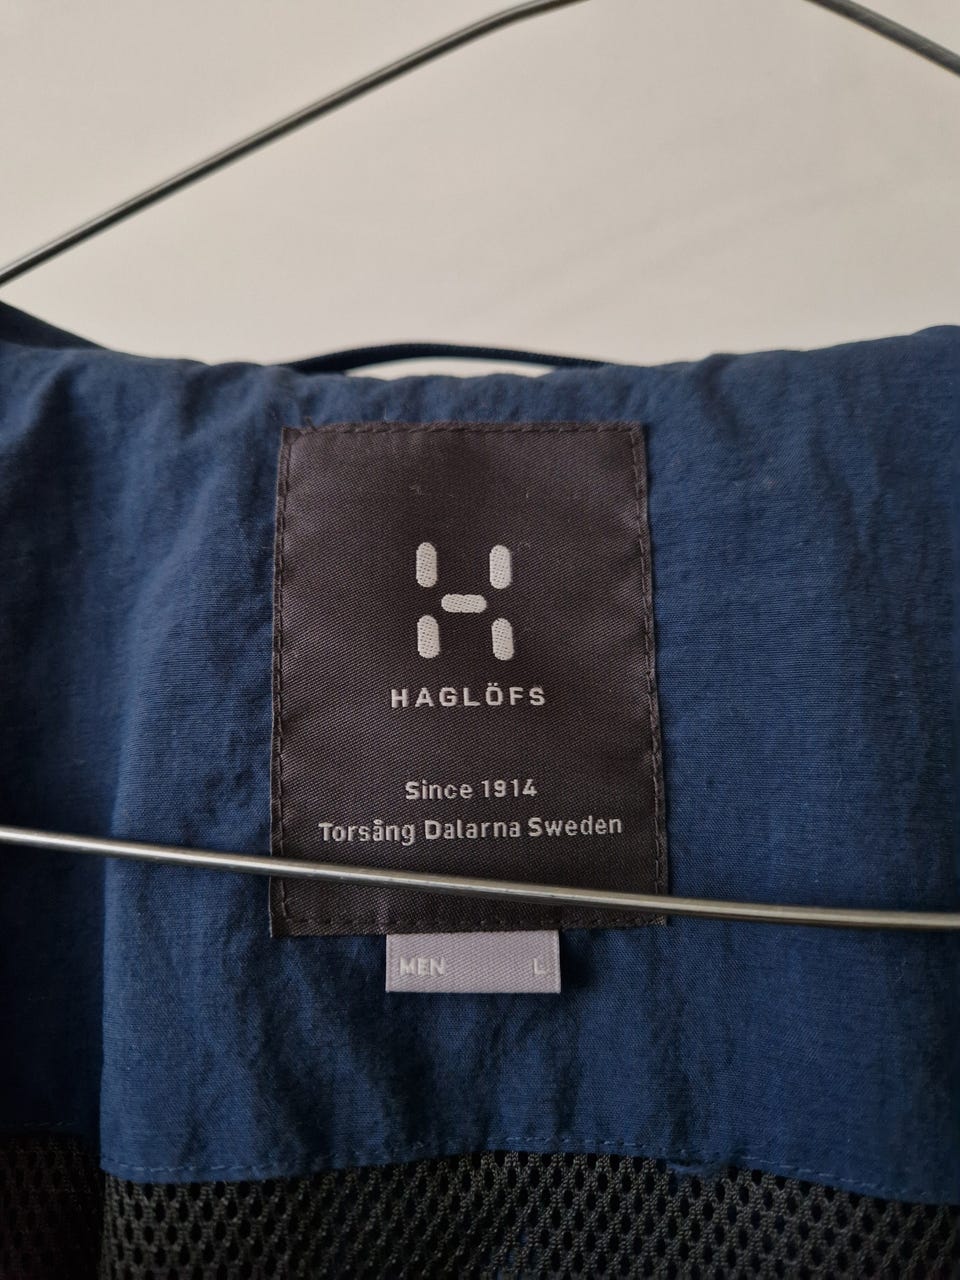 HAGLÖFS
Since 1914
Torsång Dalarna Sweden
MEN L